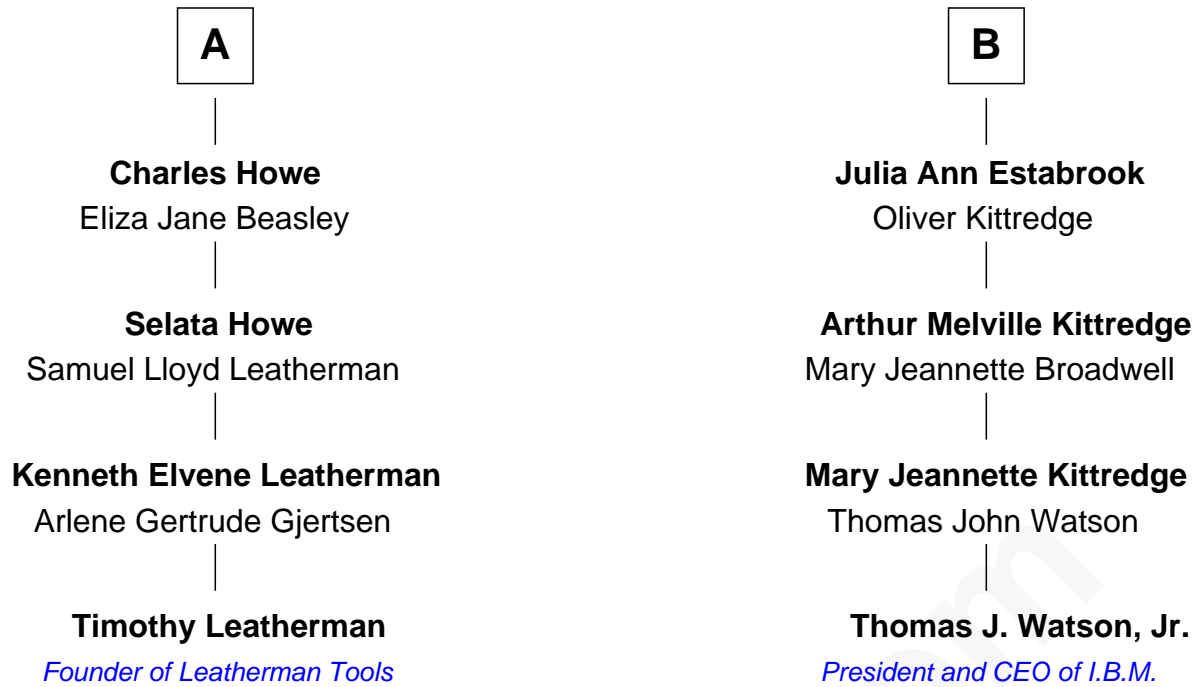 A
Charles Howe
Eliza Jane Beasley
Selata Howe
Samuel Lloyd Leatherman
Kenneth Elvene Leatherman
Arlene Gertrude Gjertsen
Timothy Leatherman
Founder of Leatherman Tools
B
Julia Ann Estabrook
Oliver Kittredge
Arthur Melville Kittredge
Mary Jeannette Broadwell
Mary Jeannette Kittredge
Thomas John Watson
Thomas J. Watson, Jr.
President and CEO of I.B.M.